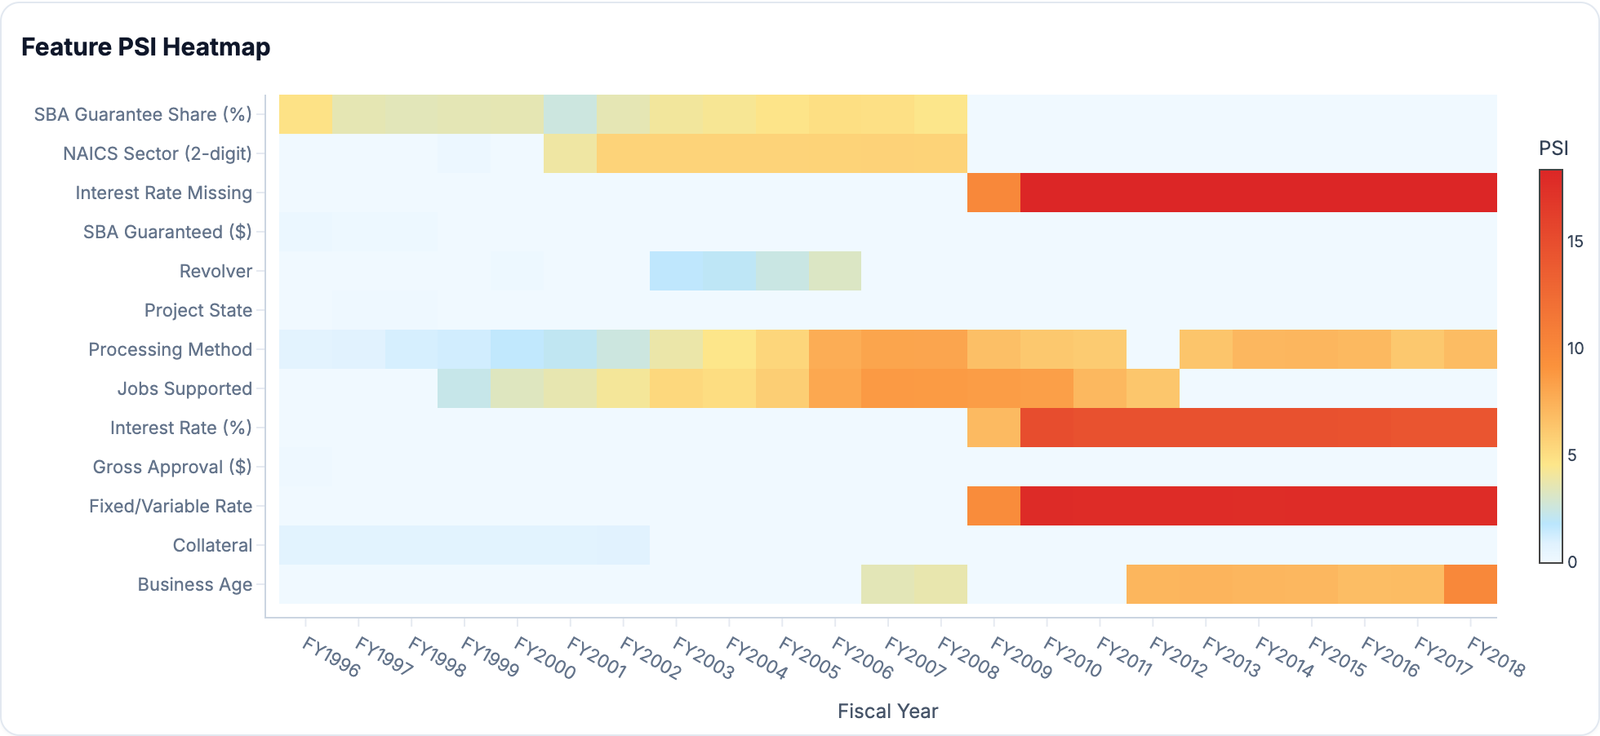 Feature PSI Heatmap
SBA Guarantee Share (%)
NAICS Sector (2-digit)
Interest Rate Missing
SBA Guaranteed ($)
Revolver
Project State
Processing Method
Jobs Supported
Interest Rate (%)
Gross Approval ($)
Fixed/Variable Rate
Collateral
Business Age
FY1996 FY1997 FY1998 FY1999 FY2000 FY2001 FY2002 FY2003 FY2004 FY2005 FY2006 FY2007 FY2008 FY2009 FY2010 FY2011 FY2012 FY2013 FY2014 FY2015 FY2016 FY2017 FY2018
Fiscal Year
PSI
15
10
5
0